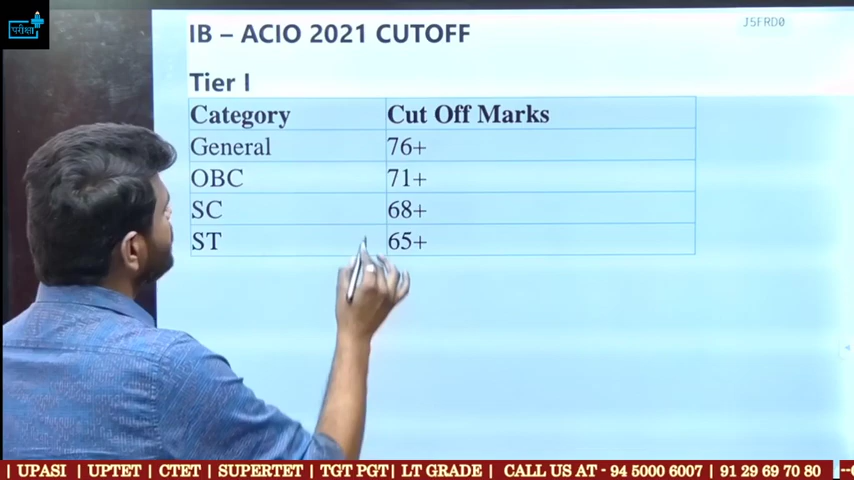 परीक्षा
J5FRD0
IB – ACIO 2021 CUTOFF
Tier I
Category Cut Off Marks
General 76+
OBC 71+
SC 68+
ST 65+
| UPASI | UPTET | CTET | SUPERTET | TGT PGT| LT GRADE | CALL US AT - 94 5000 6007 | 91 29 69 70 80 --